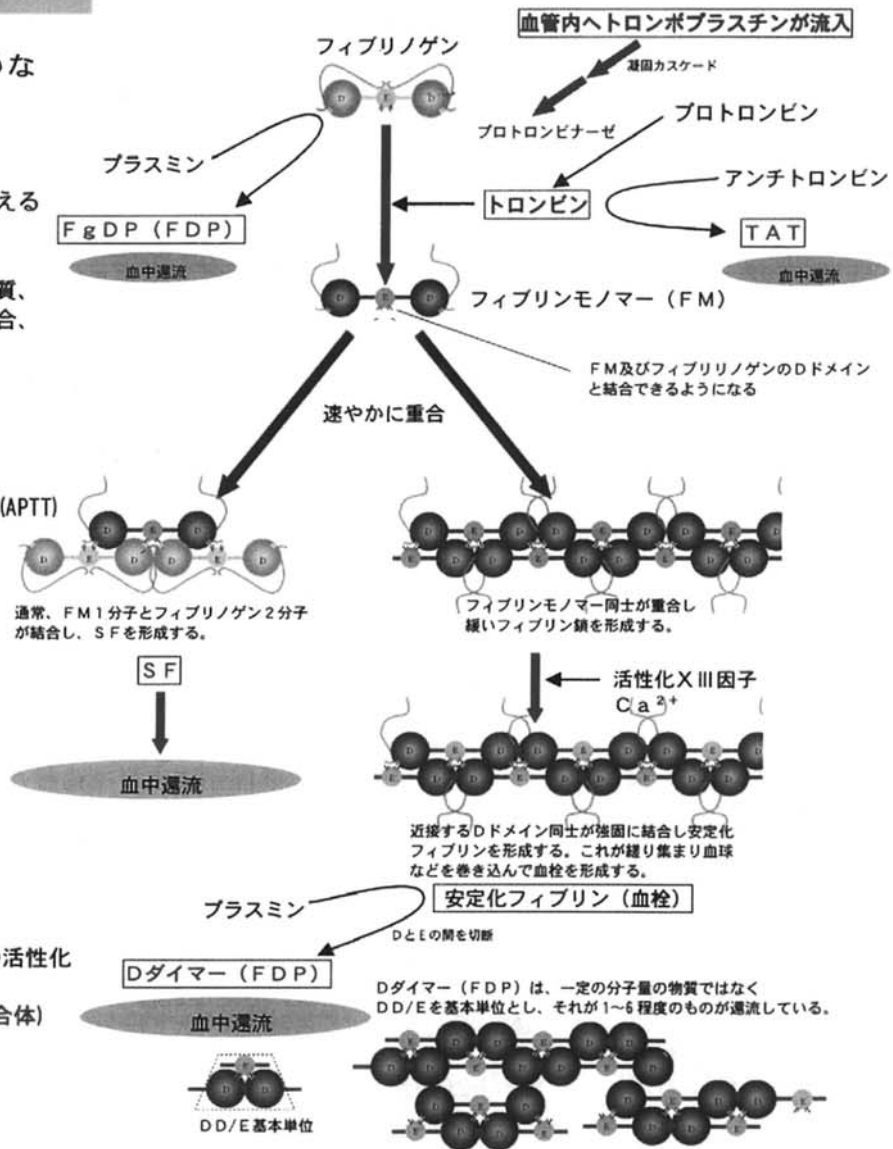 血管内へトロンボプラスチンが流入
フィブリノゲン
凝固カスケード
な
D
E
D
プロトロンビナーゼ
プロトロンビン
プラスミン
アンチトロンビン
える
トロンビン
FgDP(FDP)
TAT
血中還流
血中還流
質、
合、
D
E
D
フィブリンモノマー(FM)
FM及びフィブリリノゲンのDドメイン
と結合できるようになる
速やかに重合
(APTT)
通常、FM1分子とフィブリノゲン2分子
が結合し、SFを形成する。
フィブリンモノマー同士が重合し
緩いフィブリン鎖を形成する。
SF
活性化XIII因子
Ca²⁺
血中還流
近接するDドメイン同士が強固に結合し安定化
フィブリンを形成する。これが縒り集まり血球
などを巻き込んで血栓を形成する。
プラスミン
安定化フィブリン(血栓)
DとEの間を切断
活性化
Dダイマー(FDP)
Dダイマー(FDP)は、一定の分子量の物質ではなく
DD/Eを基本単位とし、それが1~6程度のものが還流している。
合体)
血中還流
E
D
D
DD/E基本単位